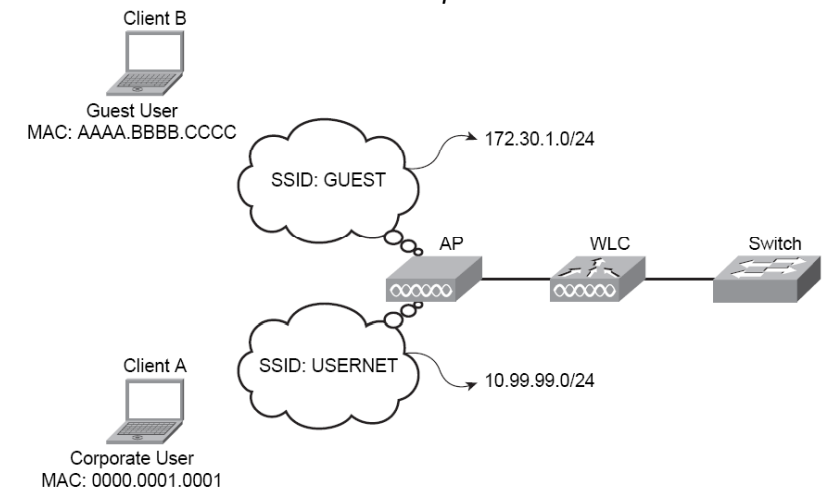 Client B
Guest User
MAC: AAAA.BBBB.CCCC
172.30.1.0/24
SSID: GUEST
AP
WLC
Switch
SSID: USERNET
10.99.99.0/24
Client A
Corporate User
MAC: 0000.0001.0001